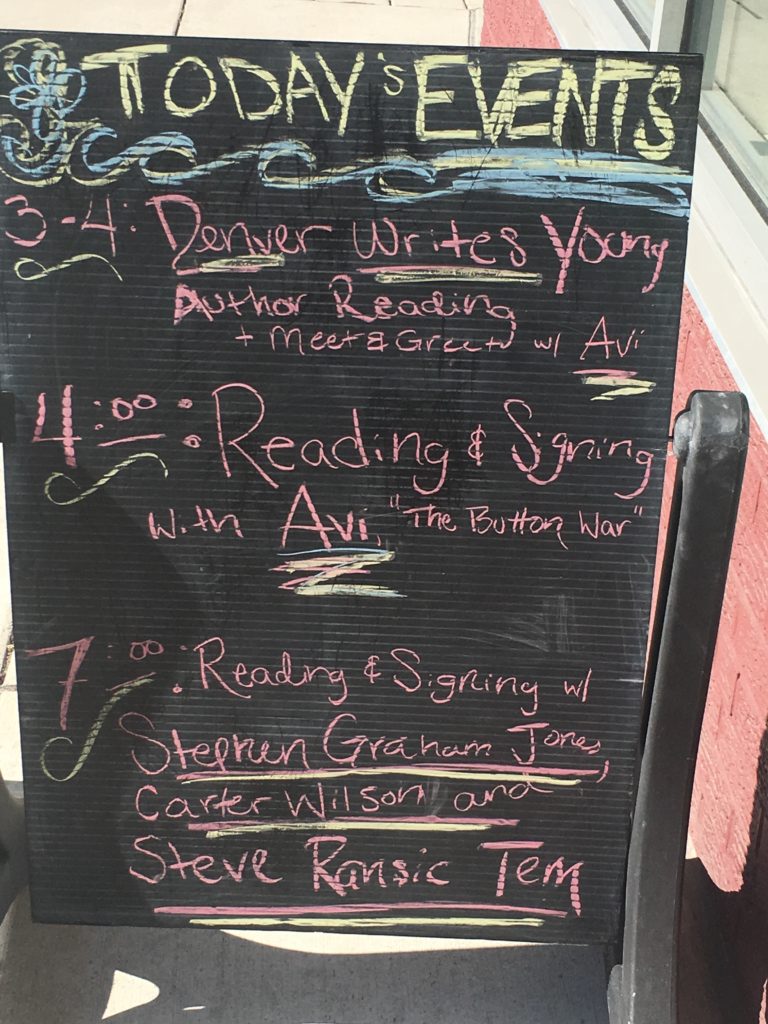 TODAY's EVENTS
3-4: Denver Writes Young
Author Reading
+ Meet & Greet w/ Avi
4:00: Reading & Signing
with Avi, "The Button War"
7:00: Reading & Signing w/
Stephen Graham Jones,
Carter Wilson and
Steve Ransic Tem